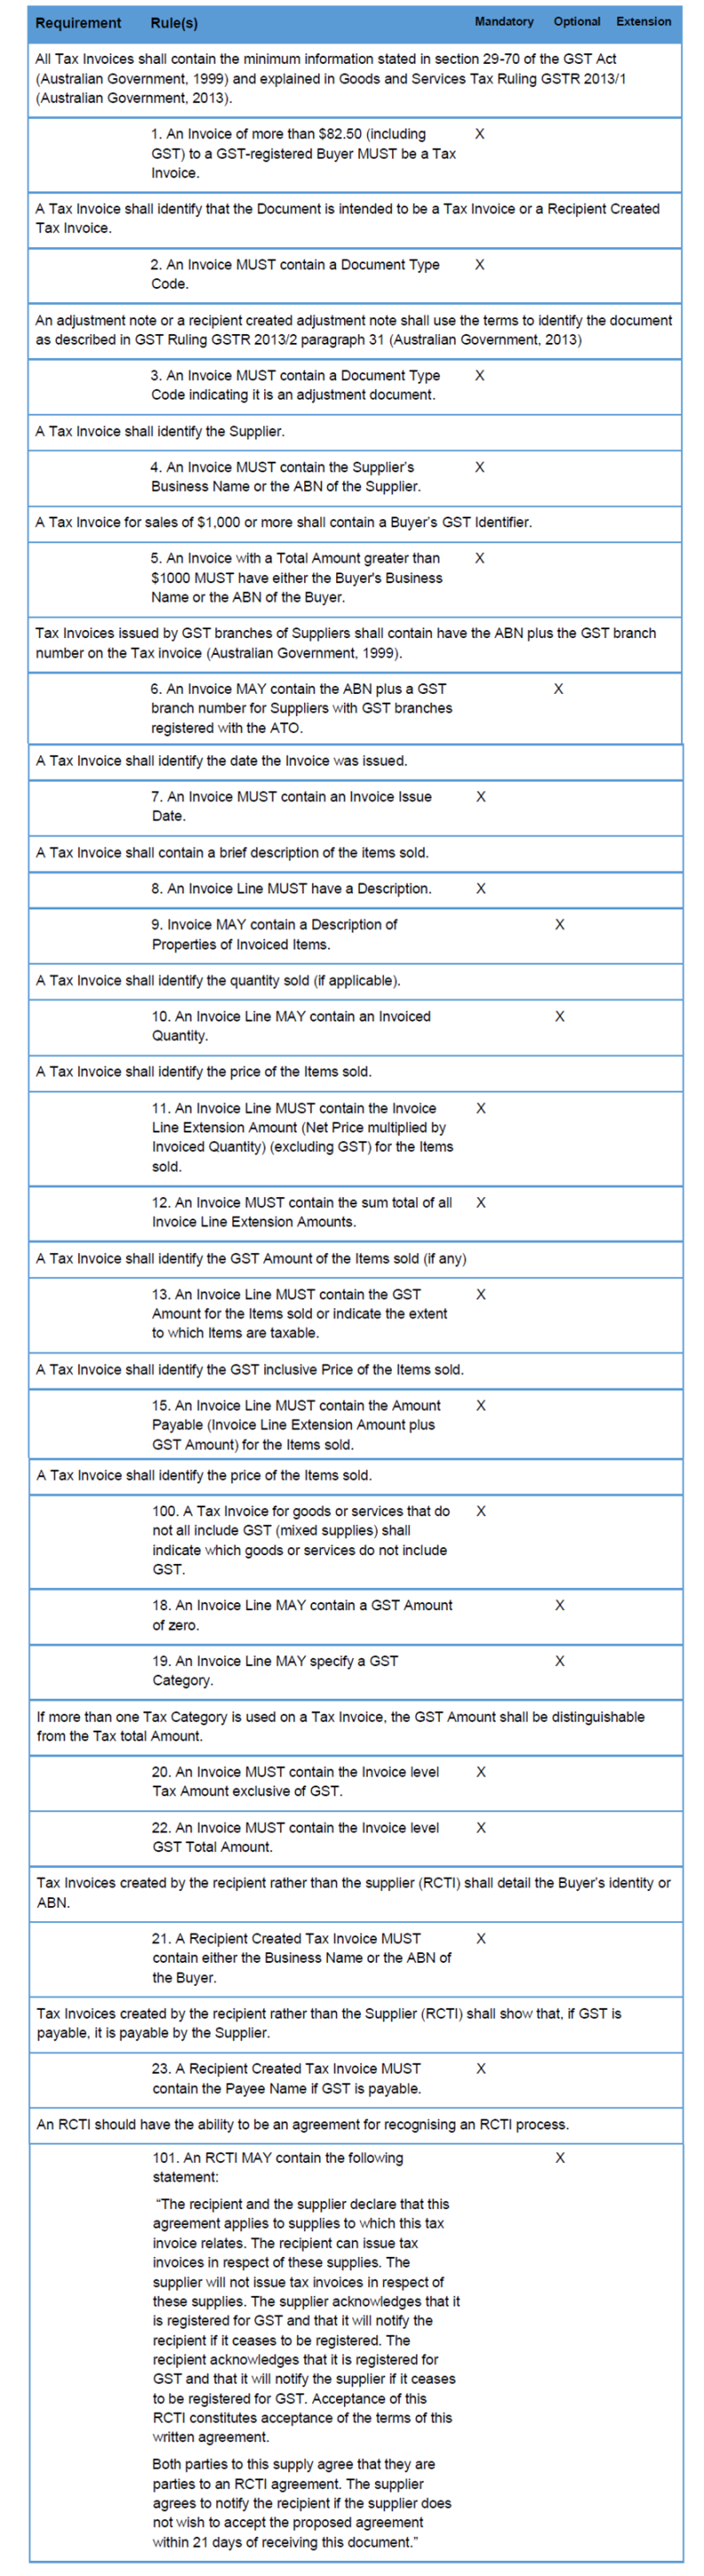 Requirement Rule(s) Mandatory Optional Extension
All Tax Invoices shall contain the minimum information stated in section 29-70 of the GST Act
(Australian Government, 1999) and explained in Goods and Services Tax Ruling GSTR 2013/1
(Australian Government, 2013).
1. An Invoice of more than $82.50 (including X
GST) to a GST-registered Buyer MUST be a Tax
Invoice.
A Tax Invoice shall identify that the Document is intended to be a Tax Invoice or a Recipient Created
Tax Invoice.
2. An Invoice MUST contain a Document Type X
Code.
An adjustment note or a recipient created adjustment note shall use the terms to identify the document
as described in GST Ruling GSTR 2013/2 paragraph 31 (Australian Government, 2013)
3. An Invoice MUST contain a Document Type X
Code indicating it is an adjustment document.
A Tax Invoice shall identify the Supplier.
4. An Invoice MUST contain the Supplier's X
Business Name or the ABN of the Supplier.
A Tax Invoice for sales of $1,000 or more shall contain a Buyer's GST Identifier.
5. An Invoice with a Total Amount greater than X
$1000 MUST have either the Buyer's Business
Name or the ABN of the Buyer.
Tax Invoices issued by GST branches of Suppliers shall contain have the ABN plus the GST branch
number on the Tax invoice (Australian Government, 1999).
6. An Invoice MAY contain the ABN plus a GST X
branch number for Suppliers with GST branches
registered with the ATO.
A Tax Invoice shall identify the date the Invoice was issued.
7. An Invoice MUST contain an Invoice Issue X
Date.
A Tax Invoice shall contain a brief description of the items sold.
8. An Invoice Line MUST have a Description. X
9. Invoice MAY contain a Description of X
Properties of Invoiced Items.
A Tax Invoice shall identify the quantity sold (if applicable).
10. An Invoice Line MAY contain an Invoiced X
Quantity.
A Tax Invoice shall identify the price of the Items sold.
11. An Invoice Line MUST contain the Invoice X
Line Extension Amount (Net Price multiplied by
Invoiced Quantity) (excluding GST) for the Items
sold.
12. An Invoice MUST contain the sum total of all X
Invoice Line Extension Amounts.
A Tax Invoice shall identify the GST Amount of the Items sold (if any)
13. An Invoice Line MUST contain the GST X
Amount for the Items sold or indicate the extent
to which Items are taxable.
A Tax Invoice shall identify the GST inclusive Price of the Items sold.
15. An Invoice Line MUST contain the Amount X
Payable (Invoice Line Extension Amount plus
GST Amount) for the Items sold.
A Tax Invoice shall identify the price of the Items sold.
100. A Tax Invoice for goods or services that do X
not all include GST (mixed supplies) shall
indicate which goods or services do not include
GST.
18. An Invoice Line MAY contain a GST Amount X
of zero.
19. An Invoice Line MAY specify a GST X
Category.
If more than one Tax Category is used on a Tax Invoice, the GST Amount shall be distinguishable
from the Tax total Amount.
20. An Invoice MUST contain the Invoice level X
Tax Amount exclusive of GST.
22. An Invoice MUST contain the Invoice level X
GST Total Amount.
Tax Invoices created by the recipient rather than the supplier (RCTI) shall detail the Buyer's identity or
ABN.
21. A Recipient Created Tax Invoice MUST X
contain either the Business Name or the ABN of
the Buyer.
Tax Invoices created by the recipient rather than the Supplier (RCTI) shall show that, if GST is
payable, it is payable by the Supplier.
23. A Recipient Created Tax Invoice MUST X
contain the Payee Name if GST is payable.
An RCTI should have the ability to be an agreement for recognising an RCTI process.
101. An RCTI MAY contain the following X
statement:
“The recipient and the supplier declare that this
agreement applies to supplies to which this tax
invoice relates. The recipient can issue tax
invoices in respect of these supplies. The
supplier will not issue tax invoices in respect of
these supplies. The supplier acknowledges that it
is registered for GST and that it will notify the
recipient if it ceases to be registered. The
recipient acknowledges that it is registered for
GST and that it will notify the supplier if it ceases
to be registered for GST. Acceptance of this
RCTI constitutes acceptance of the terms of this
written agreement.
Both parties to this supply agree that they are
parties to an RCTI agreement. The supplier
agrees to notify the recipient if the supplier does
not wish to accept the proposed agreement
within 21 days of receiving this document.”